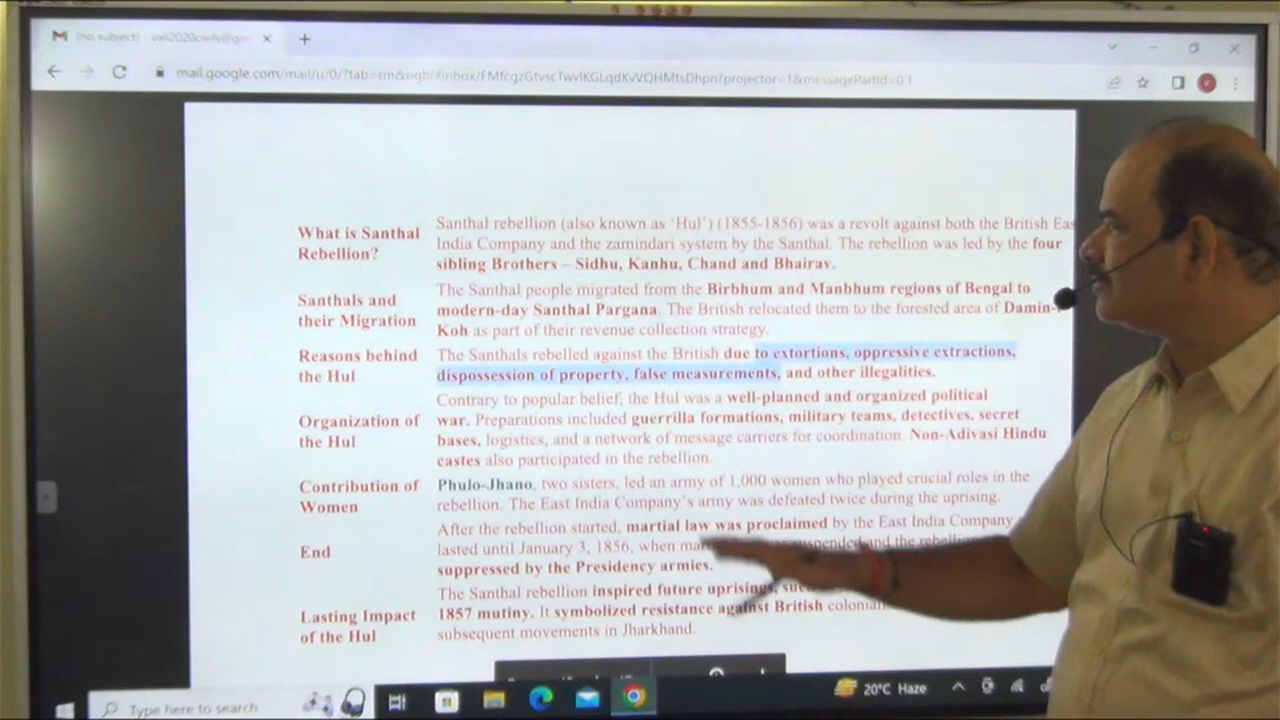 (no subject) - vali2020civils@gm
mail.google.com/mail/u/0/?tab=rm&ogbl#inbox/FMfcgzGtvscTwvlKGLqdKvVQHMtsDhpn?projector=1&messagePartId=0.1
What is Santhal Rebellion?
Santhal rebellion (also known as ‘Hul’) (1855-1856) was a revolt against both the British Eas
India Company and the zamindari system by the Santhal. The rebellion was led by the four
sibling Brothers – Sidhu, Kanhu, Chand and Bhairav.
Santhals and their Migration
The Santhal people migrated from the Birbhum and Manbhum regions of Bengal to
modern-day Santhal Pargana. The British relocated them to the forested area of Damin-
Koh as part of their revenue collection strategy.
Reasons behind the Hul
The Santhals rebelled against the British due to extortions, oppressive extractions,
dispossession of property, false measurements, and other illegalities.
Organization of the Hul
Contrary to popular belief, the Hul was a well-planned and organized political
war. Preparations included guerrilla formations, military teams, detectives, secret
bases, logistics, and a network of message carriers for coordination. Non-Adivasi Hindu
castes also participated in the rebellion.
Contribution of Women
Phulo-Jhano, two sisters, led an army of 1,000 women who played crucial roles in the
rebellion. The East India Company’s army was defeated twice during the uprising.
End
After the rebellion started, martial law was proclaimed by the East India Company
lasted until January 3, 1856, when suspended and the
suppressed by the Presidency armies.
Lasting Impact of the Hul
The Santhal rebellion inspired future uprisings,
1857 mutiny. It symbolized resistance against British
subsequent movements in Jharkhand.
Type here to search
20°C Haze